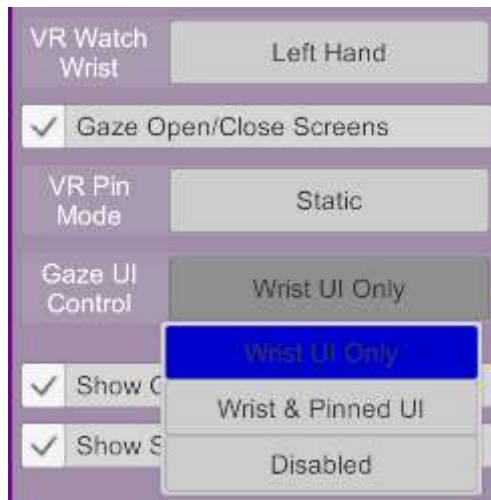 VR Watch
Wrist
Left Hand
Gaze Open/Close Screens
VR Pin
Mode
Static
Gaze UI
Control
Wrist UI Only
Wrist UI Only
Show
Wrist & Pinned UI
Show
Disabled